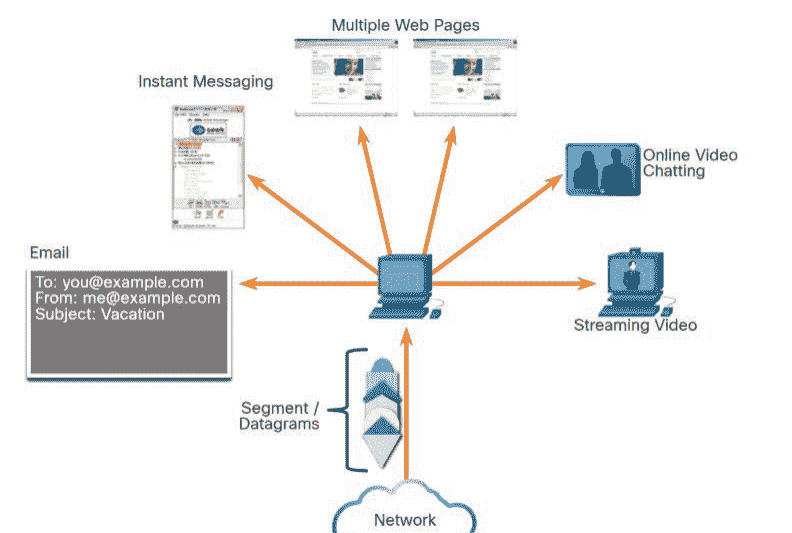 Multiple Web Pages
Instant Messaging
Online Video
Chatting
Email
To: you@example.com
From: me@example.com
Subject: Vacation
Streaming Video
Segment /
Datagrams
Network